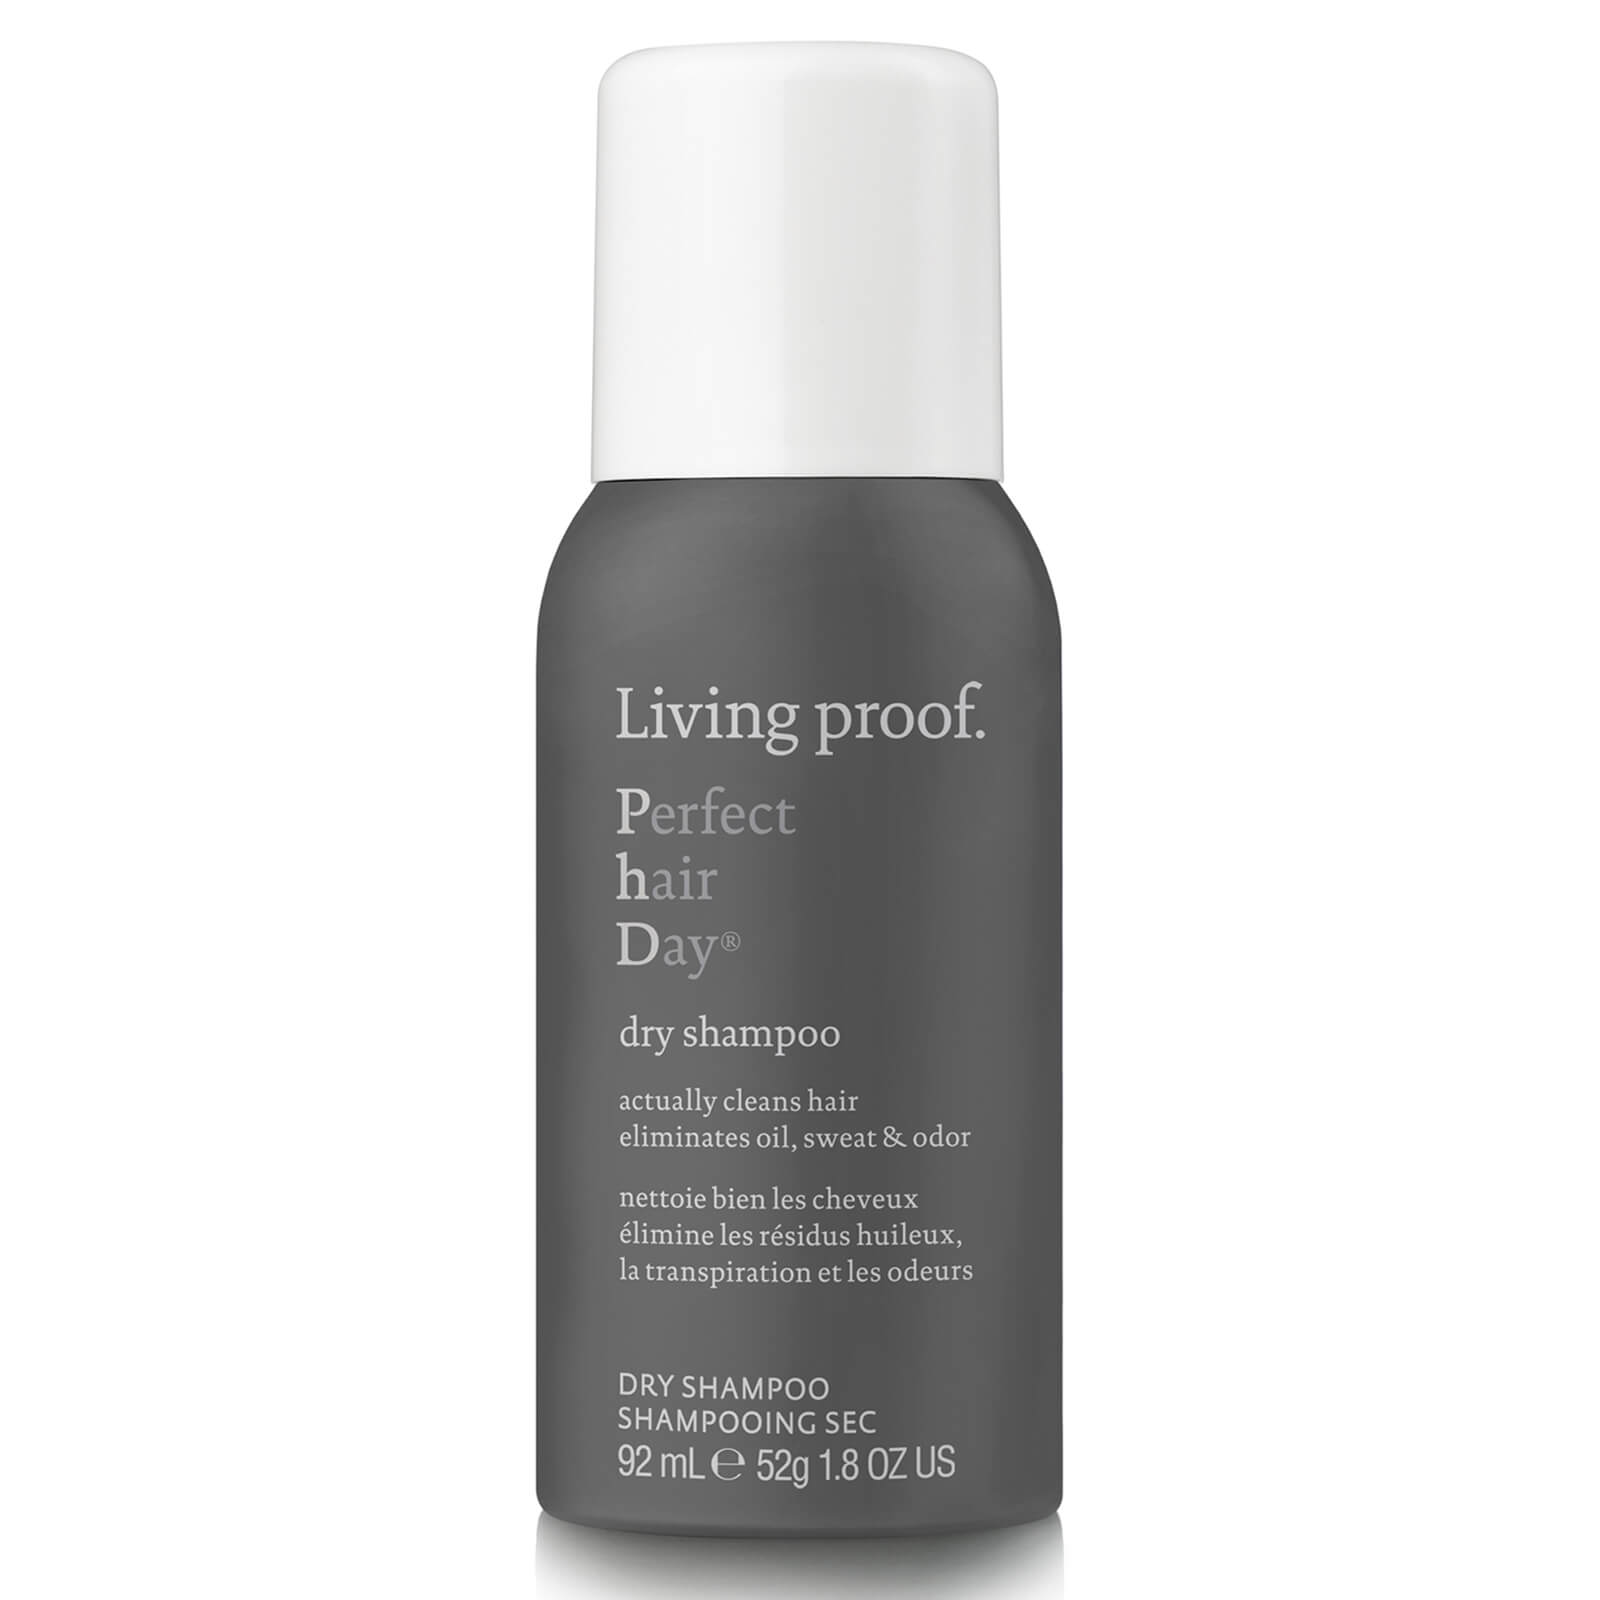 Living proof.
Perfect
hair
Day®
dry shampoo
actually cleans hair
eliminates oil, sweat & odor
nettoie bien les cheveux
élimine les résidus huileux,
la transpiration et les odeurs
DRY SHAMPOO
SHAMPOOING SEC
92 mL ℮ 52g 1.8 OZ US